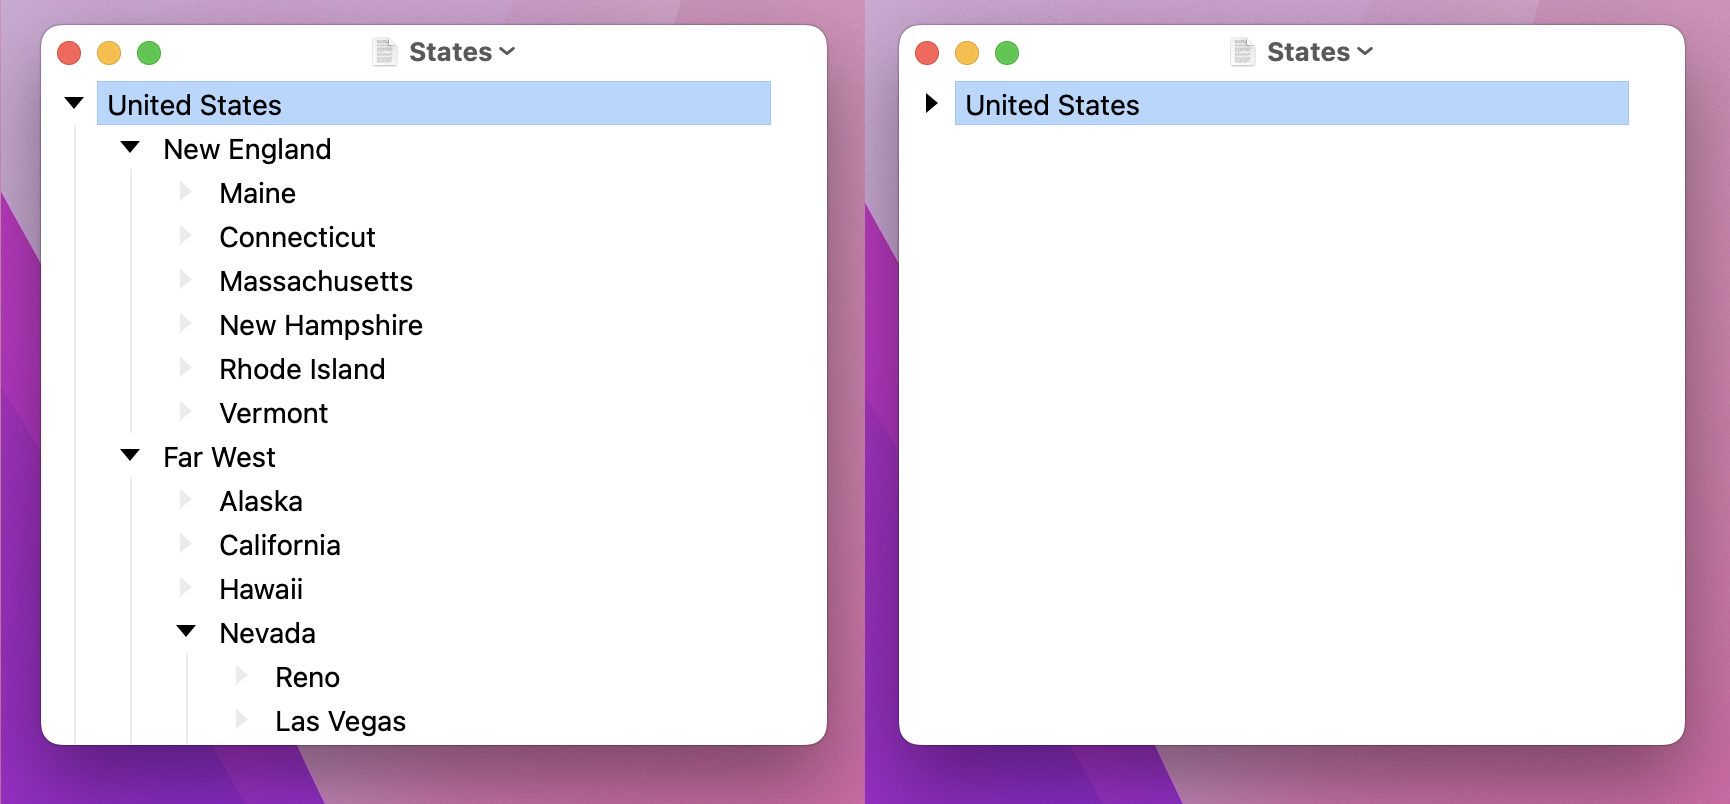 States
United States
New England
Maine
Connecticut
Massachusetts
New Hampshire
Rhode Island
Vermont
Far West
Alaska
California
Hawaii
Nevada
Reno
Las Vegas
States
United States